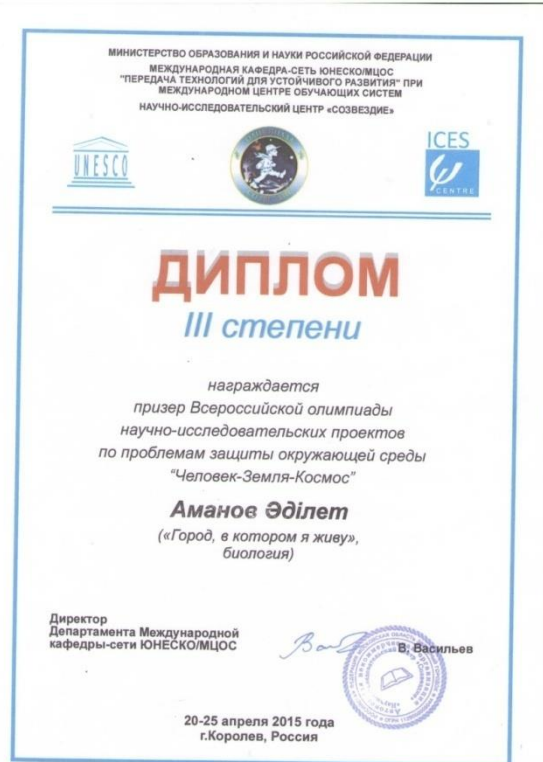 МИНИСТЕРСТВО ОБРАЗОВАНИЯ И НАУКИ РОССИЙСКОЙ ФЕДЕРАЦИИ
МЕЖДУНАРОДНАЯ КАФЕДРА-СЕТЬ ЮНЕСКО/МЦОС
"ПЕРЕДАЧА ТЕХНОЛОГИЙ ДЛЯ УСТОЙЧИВОГО РАЗВИТИЯ" ПРИ
МЕЖДУНАРОДНОМ ЦЕНТРЕ ОБУЧАЮЩИХ СИСТЕМ
НАУЧНО-ИССЛЕДОВАТЕЛЬСКИЙ ЦЕНТР «СОЗВЕЗДИЕ»
UNESCO
ICES
CENTRE
ДИПЛОМ
III степени
награждается
призер Всероссийской олимпиады
научно-исследовательских проектов
по проблемам защиты окружающей среды
“Человек-Земля-Космос”
Аманов Әділет
(«Город, в котором я живу»,
биология)
Директор
Департамента Международной
кафедры-сети ЮНЕСКО/МЦОС
В. Васильев
20-25 апреля 2015 года
г.Королев, Россия